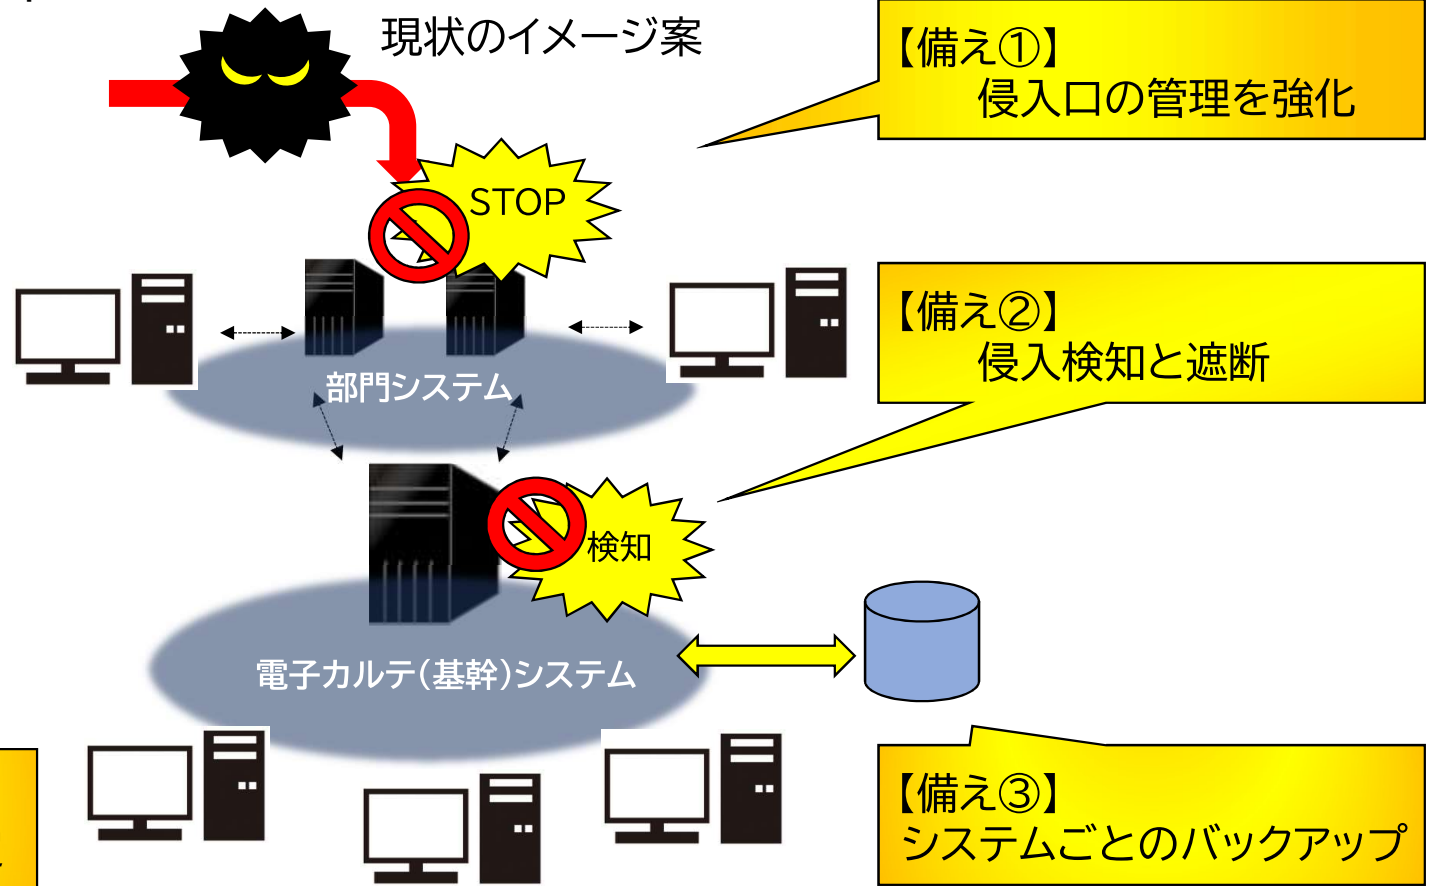 現状のイメージ案
【備え①】
侵入口の管理を強化
STOP
【備え②】
侵入検知と遮断
部門システム
検知
電子カルテ(基幹)システム
【備え③】
システムごとのバックアップ